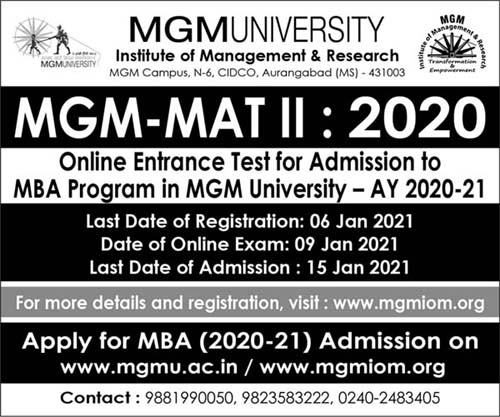 MGMUNIVERSITY
Institute of Management & Research
MGM Campus, N-6, CIDCO, Aurangabad (MS) - 431003
MGMUNIVERSITY
MGM
Institute of Management & Research
Transformation
&
Empowerment
MGM-MAT II : 2020
Online Entrance Test for Admission to
MBA Program in MGM University – AY 2020-21
Last Date of Registration: 06 Jan 2021
Date of Online Exam: 09 Jan 2021
Last Date of Admission : 15 Jan 2021
For more details and registration, visit : www.mgmiom.org
Apply for MBA (2020-21) Admission on
www.mgmu.ac.in / www.mgmiom.org
Contact : 9881990050, 9823583222, 0240-2483405